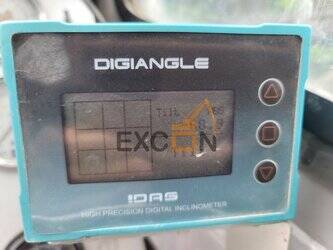 DIGIANGLE
EXCON
IDAS
HIGH PRECISION DIGITAL INCLINOMETER